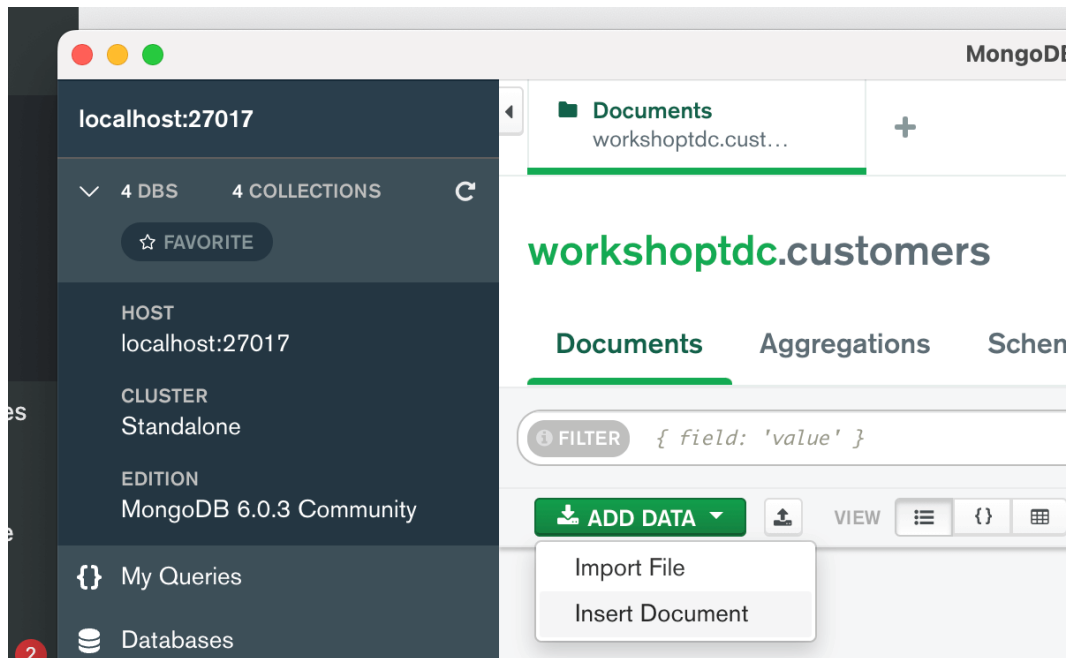 MongoDB
localhost:27017
Documents
workshoptdc.cust...
4 DBS 4 COLLECTIONS
FAVORITE
workshoptdc.customers
HOST
localhost:27017
Documents Aggregations Schem
CLUSTER
Standalone
es
FILTER { field: 'value' }
EDITION
MongoDB 6.0.3 Community
ADD DATA VIEW {}
Import File
{} My Queries
Insert Document
Databases
2